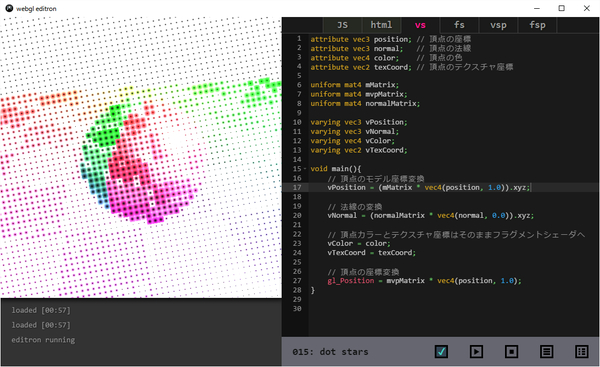 webgl editron
JS html vs fs vsp fsp
1 attribute vec3 position; // 頂点の座標
2 attribute vec3 normal;   // 頂点の法線
3 attribute vec4 color;    // 頂点の色
4 attribute vec2 texCoord; // 頂点のテクスチャ座標
5
6 uniform mat4 mMatrix;
7 uniform mat4 mvpMatrix;
8 uniform mat4 normalMatrix;
9
10 varying vec3 vPosition;
11 varying vec3 vNormal;
12 varying vec4 vColor;
13 varying vec2 vTexCoord;
14
15 void main(){
16     // 頂点のモデル座標変換
17     vPosition = (mMatrix * vec4(position, 1.0)).xyz;
18
19     // 法線の変換
20     vNormal = (normalMatrix * vec4(normal, 0.0)).xyz;
21
22     // 頂点カラーとテクスチャ座標はそのままフラグメントシェーダへ
23     vColor = color;
24     vTexCoord = texCoord;
25
26     // 頂点の座標変換
27     gl_Position = mvpMatrix * vec4(position, 1.0);
28 }
29
30
loaded [00:57]
loaded [00:57]
editron running
015: dot stars